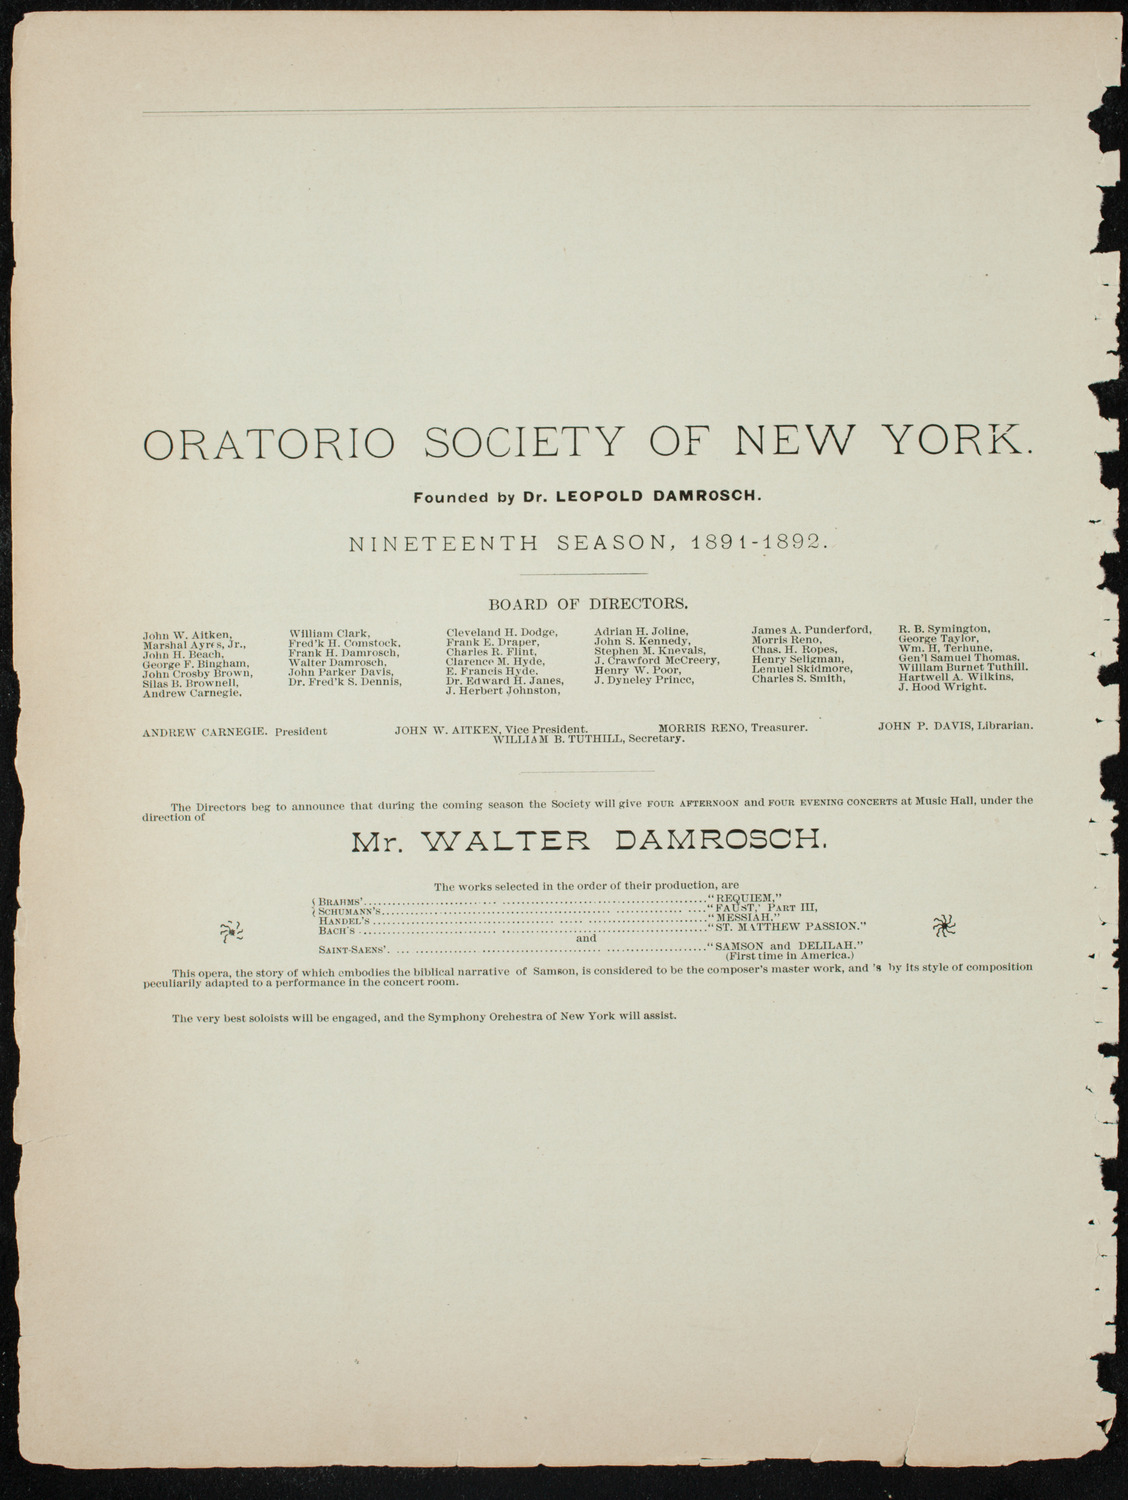 ORATORIO SOCIETY OF NEW YORK.
Founded by Dr. LEOPOLD DAMROSCH.
NINETEENTH SEASON, 1891-1892.
BOARD OF DIRECTORS.
John W. Aitken,
Marshal Ayres, Jr.,
John H. Beach,
George F. Bingham,
John Crosby Brown,
Silas B. Brownell,
Andrew Carnegie,
William Clark,
Fred'k H. Comstock,
Frank H. Damrosch,
Walter Damrosch,
John Parker Davis,
Dr. Fred'k S. Dennis,
Cleveland H. Dodge,
Frank E. Draper,
Charles R. Flint,
Clarence M. Hyde,
E. Francis Hyde,
Dr. Edward H. Janes,
J. Herbert Johnston,
Adrian H. Joline,
John S. Kennedy,
Stephen M. Knevals,
J. Crawford McCreery,
Henry W. Poor,
J. Dyneley Prince,
James A. Punderford,
Morris Reno,
Chas. H. Ropes,
Henry Seligman,
Lemuel Skidmore,
Charles S. Smith,
R. B. Symington,
George Taylor,
Wm. H, Terhune,
Gen'l Samuel Thomas,
William Burnet Tuthill.
Hartwell A. Wilkins,
J. Hood Wright.
ANDREW CARNEGIE. President JOHN W. AITKEN, Vice President. MORRIS RENO, Treasurer. JOHN P. DAVIS, Librarian.
WILLIAM B. TUTHILL, Secretary.
The Directors beg to announce that during the coming season the Society will give FOUR AFTERNOON and FOUR EVENING CONCERTS at Music Hall, under the
direction of
Mr. WALTER DAMROSCH.
The works selected in the order of their production, are
BRAHMS' "REQUIEM,"
SCHUMANN'S "FAUST,' PART III,
HANDEL'S "MESSIAH."
BACH'S "ST. MATTHEW PASSION."
and
SAINT-SAENS' "SAMSON and DELILAH."
(First time in America.)
This opera, the story of which embodies the biblical narrative of Samson, is considered to be the composer's master work, and 's by its style of composition
peculiarily adapted to a performance in the concert room.
The very best soloists will be engaged, and the Symphony Orchestra of New York will assist.